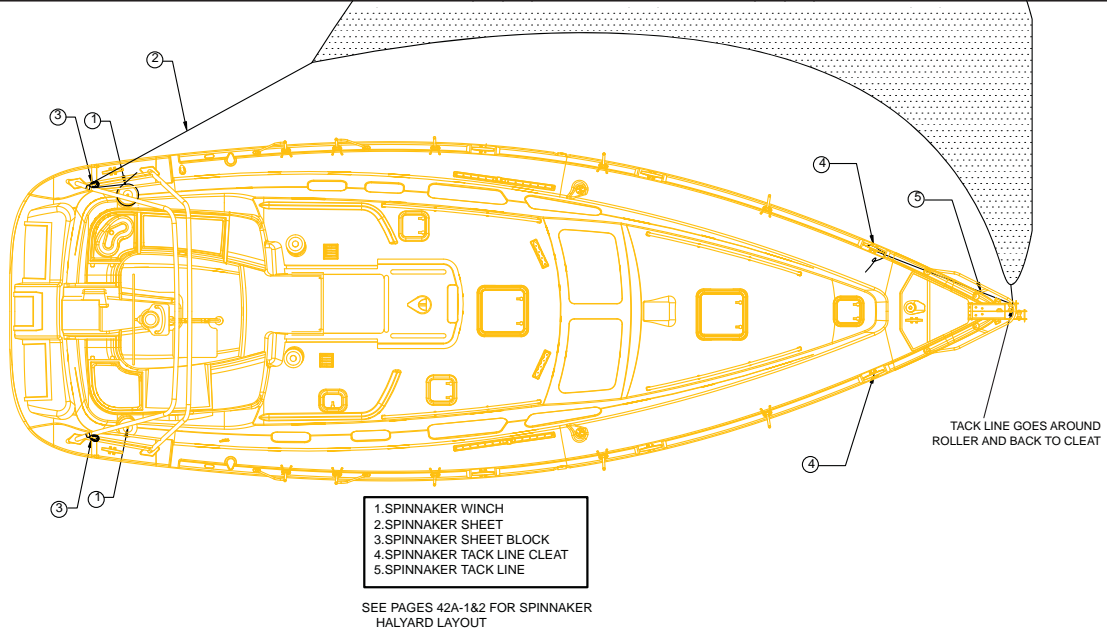 2
3
1
4
5
TACK LINE GOES AROUND
ROLLER AND BACK TO CLEAT
4
3
1
1.SPINNAKER WINCH
2.SPINNAKER SHEET
3.SPINNAKER SHEET BLOCK
4.SPINNAKER TACK LINE CLEAT
5.SPINNAKER TACK LINE
SEE PAGES 42A-1&2 FOR SPINNAKER
HALYARD LAYOUT